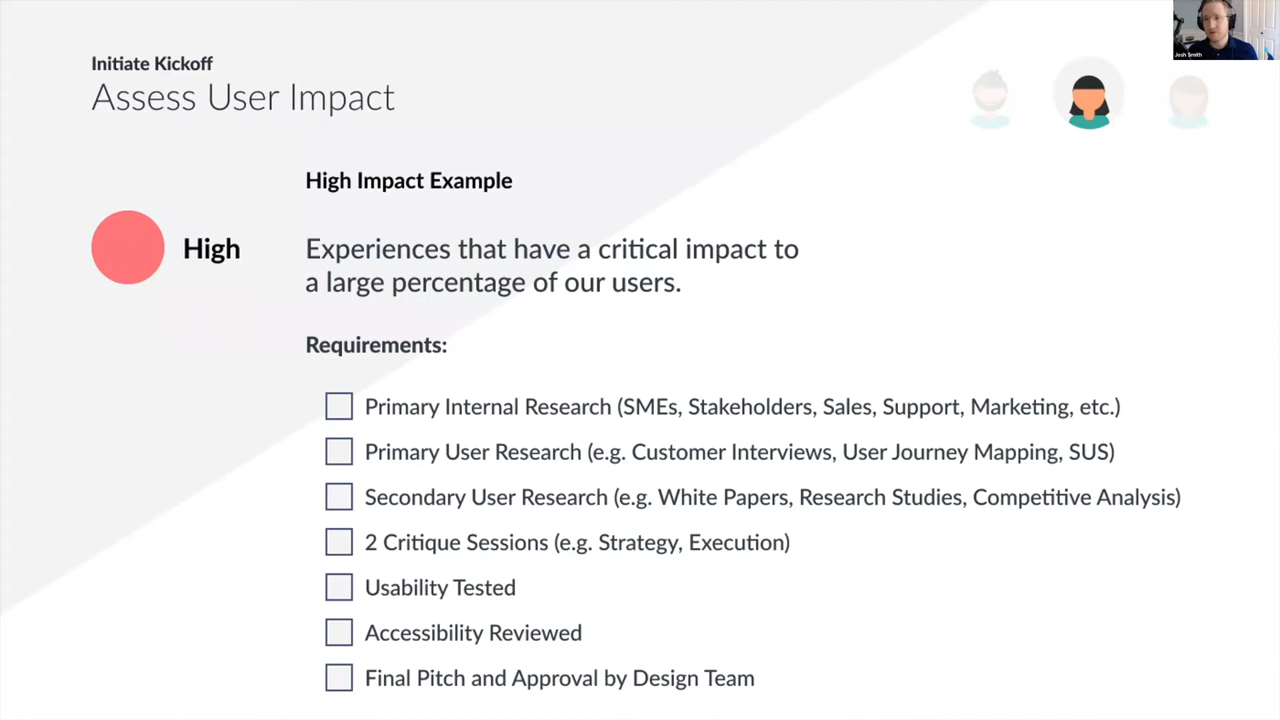 Initiate Kickoff
Assess User Impact
Josh Smith
High Impact Example
High
Experiences that have a critical impact to
a large percentage of our users.
Requirements:
Primary Internal Research (SMEs, Stakeholders, Sales, Support, Marketing, etc.)
Primary User Research (e.g. Customer Interviews, User Journey Mapping, SUS)
Secondary User Research (e.g. White Papers, Research Studies, Competitive Analysis)
2 Critique Sessions (e.g. Strategy, Execution)
Usability Tested
Accessibility Reviewed
Final Pitch and Approval by Design Team